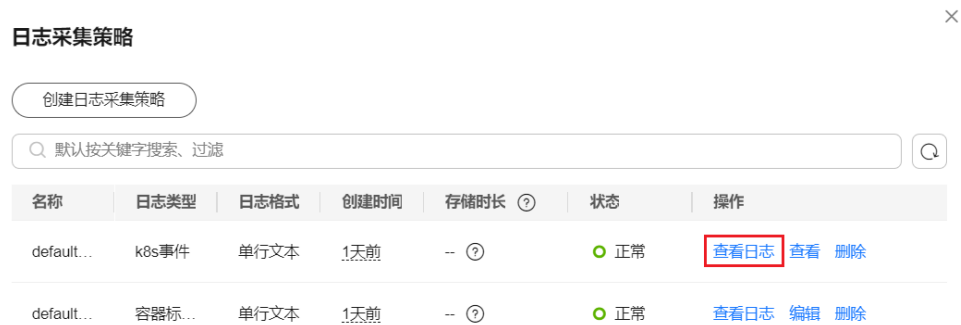 日志采集策略
创建日志采集策略
默认按关键字搜索、过滤
名称 日志类型 日志格式 创建时间 存储时长 ? 状态 操作
default... k8s事件 单行文本 1天前 -- ? 正常 查看日志 查看 删除
default... 容器标... 单行文本 1天前 -- ? 正常 查看日志 编辑 删除